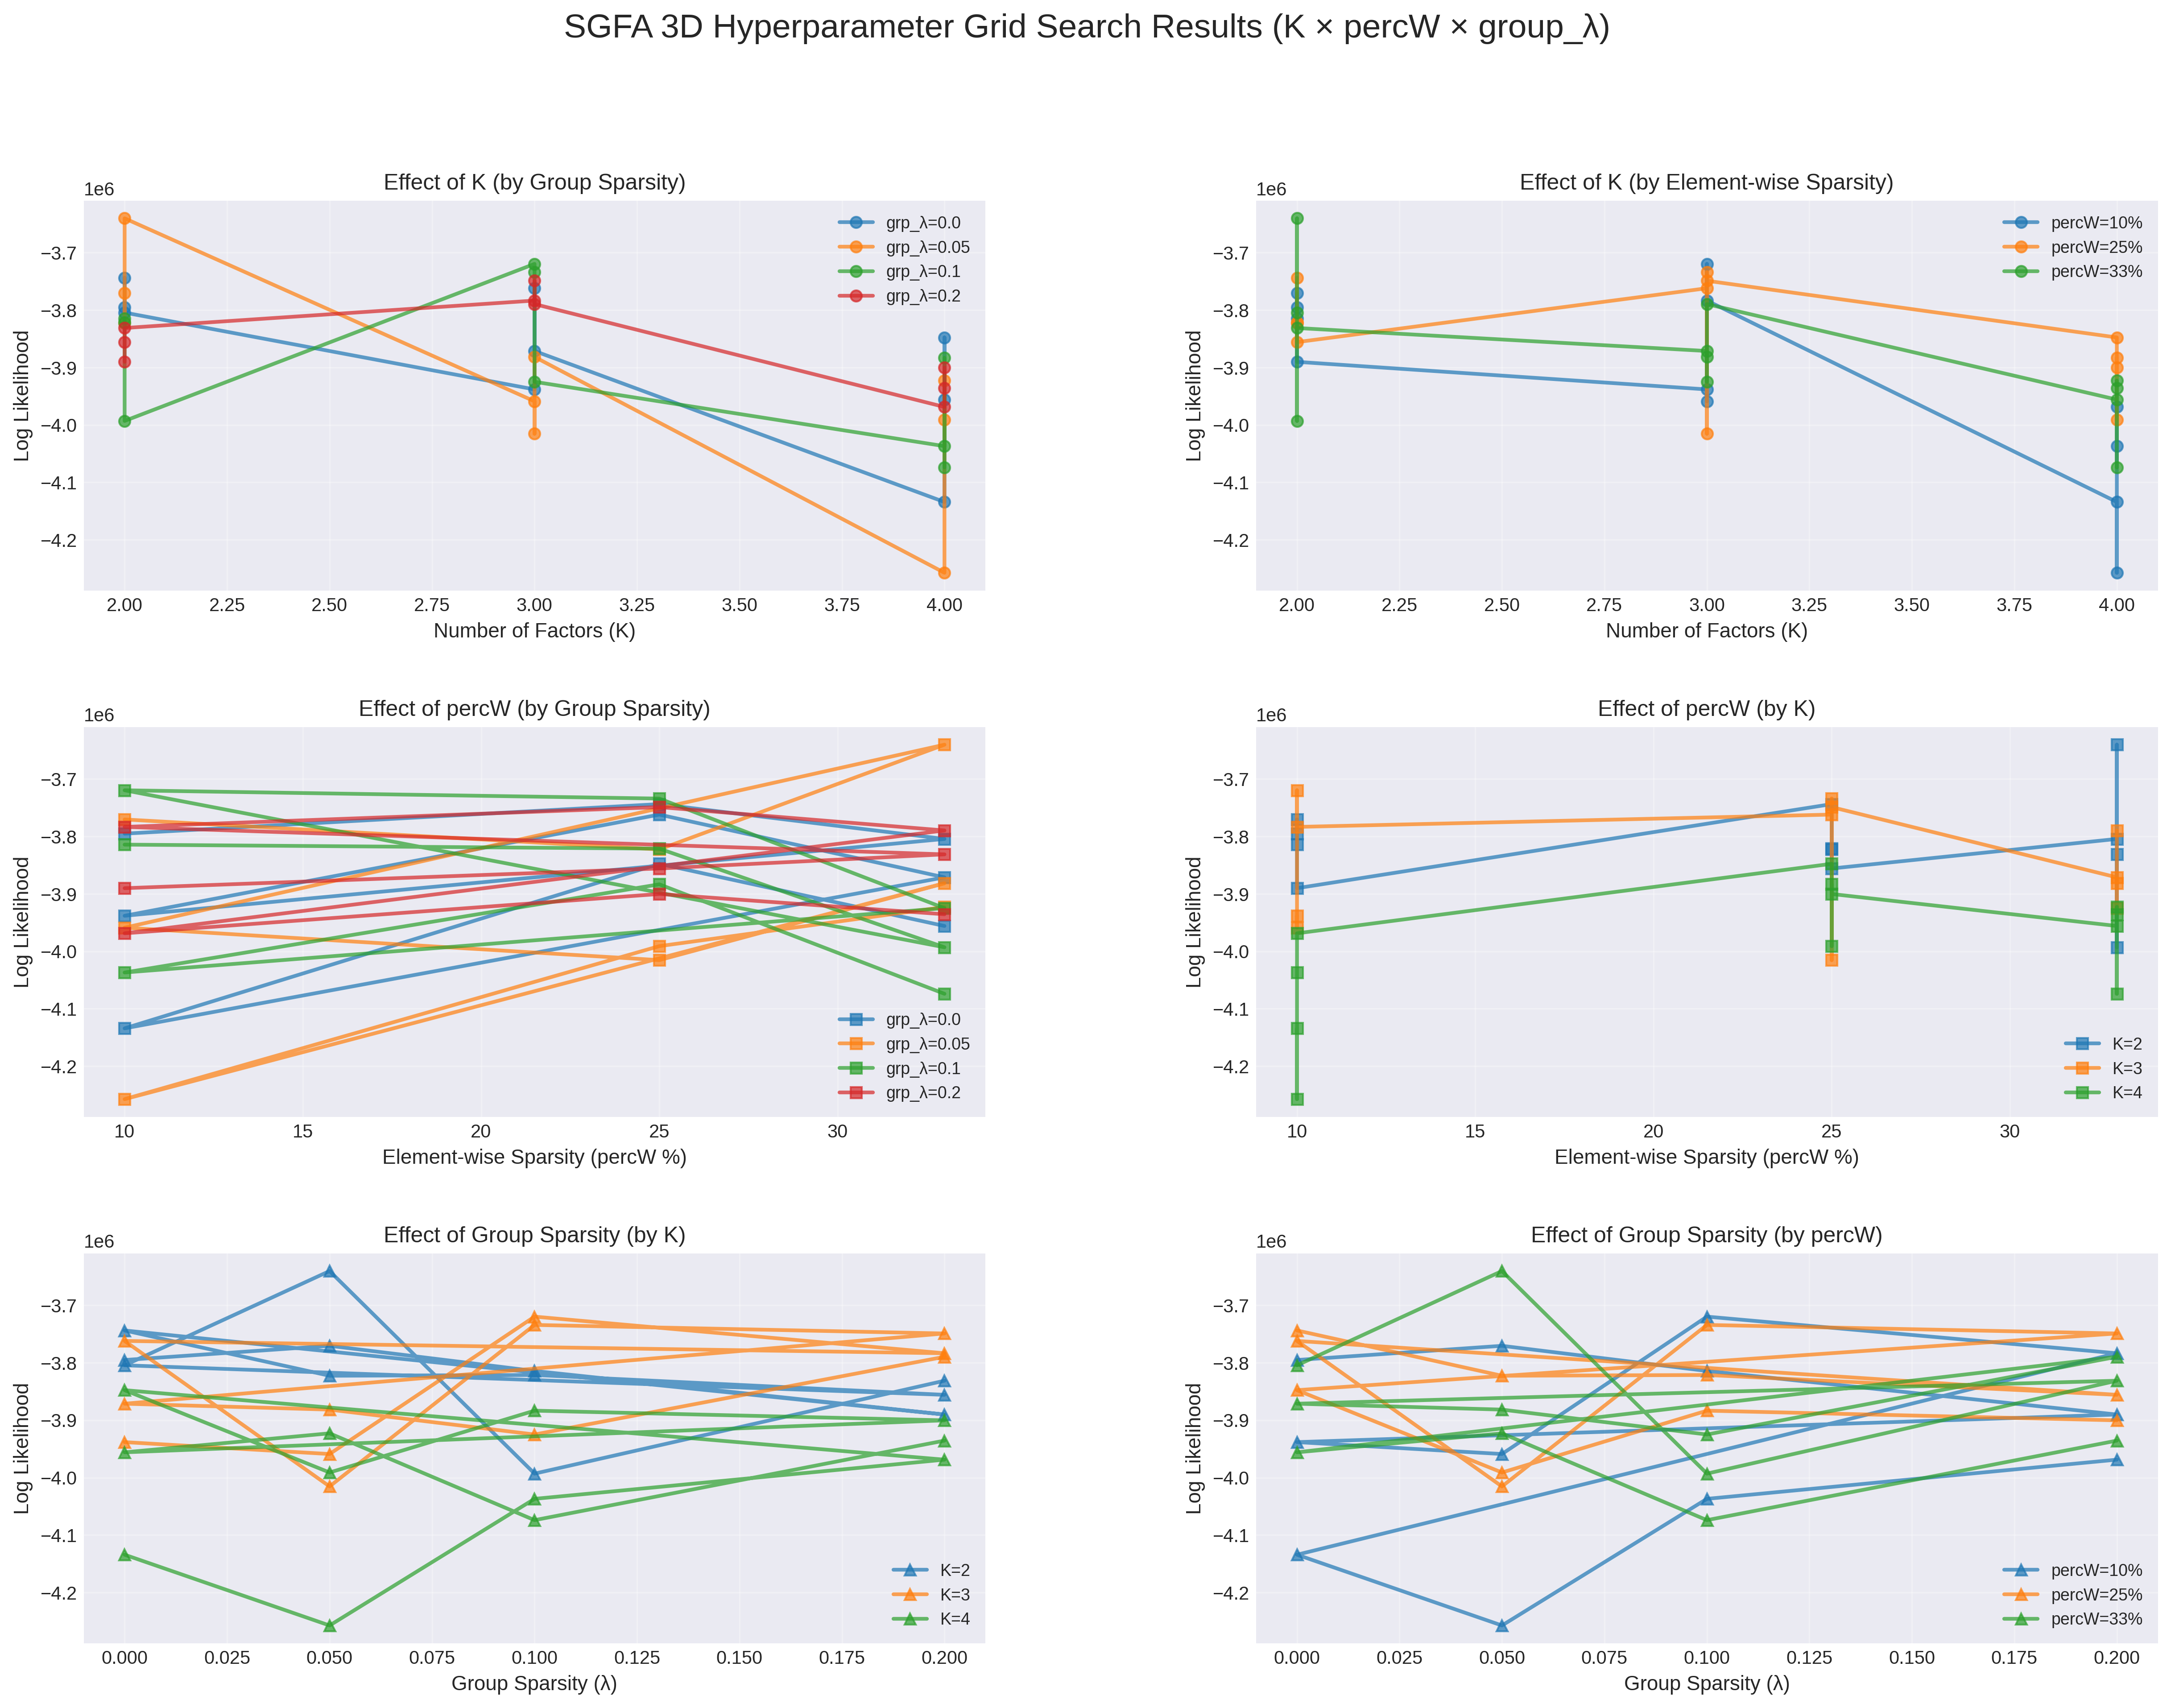 SGFA 3D Hyperparameter Grid Search Results (K × percW × group_λ)
Effect of K (by Group Sparsity)
1e6
−3.7
−3.8
−3.9
−4.0
−4.1
−4.2
Log Likelihood
grp_λ=0.0
grp_λ=0.05
grp_λ=0.1
grp_λ=0.2
2.00 2.25 2.50 2.75 3.00 3.25 3.50 3.75 4.00
Number of Factors (K)
Effect of K (by Element-wise Sparsity)
1e6
−3.7
−3.8
−3.9
−4.0
−4.1
−4.2
Log Likelihood
percW=10%
percW=25%
percW=33%
2.00 2.25 2.50 2.75 3.00 3.25 3.50 3.75 4.00
Number of Factors (K)
Effect of percW (by Group Sparsity)
1e6
−3.7
−3.8
−3.9
−4.0
−4.1
−4.2
Log Likelihood
grp_λ=0.0
grp_λ=0.05
grp_λ=0.1
grp_λ=0.2
10 15 20 25 30
Element-wise Sparsity (percW %)
Effect of percW (by K)
1e6
−3.7
−3.8
−3.9
−4.0
−4.1
−4.2
Log Likelihood
K=2
K=3
K=4
10 15 20 25 30
Element-wise Sparsity (percW %)
Effect of Group Sparsity (by K)
1e6
−3.7
−3.8
−3.9
−4.0
−4.1
−4.2
Log Likelihood
K=2
K=3
K=4
0.000 0.025 0.050 0.075 0.100 0.125 0.150 0.175 0.200
Group Sparsity (λ)
Effect of Group Sparsity (by percW)
1e6
−3.7
−3.8
−3.9
−4.0
−4.1
−4.2
Log Likelihood
percW=10%
percW=25%
percW=33%
0.000 0.025 0.050 0.075 0.100 0.125 0.150 0.175 0.200
Group Sparsity (λ)